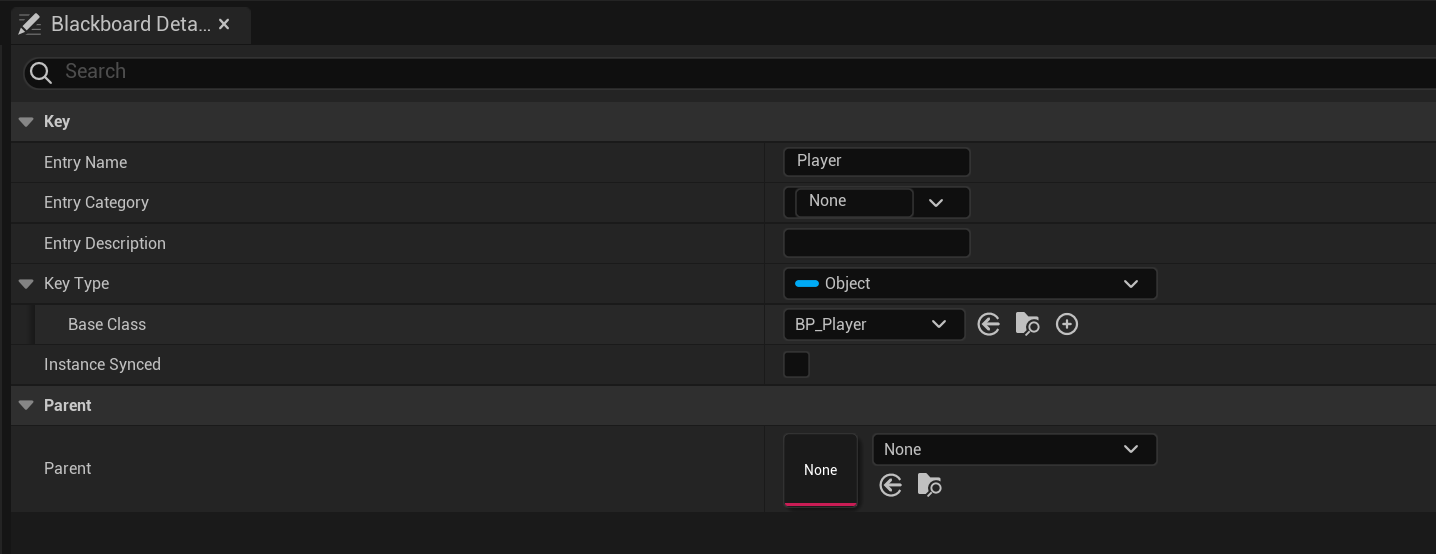 Blackboard Deta...
Search
Key
Entry Name Player
Entry Category None
Entry Description
Key Type Object
Base Class BP_Player
Instance Synced
Parent
Parent None None